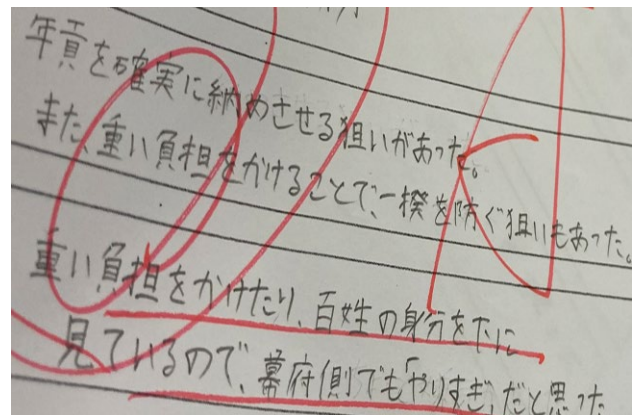 年貢を確実に納めさせる狙いがあった。
また、重い負担をかけることで、一揆を防ぐ狙いもあった。
重い負担をかけたり、百姓の身分を下に
見ているので、幕府側でも「やりすぎ」だと思った